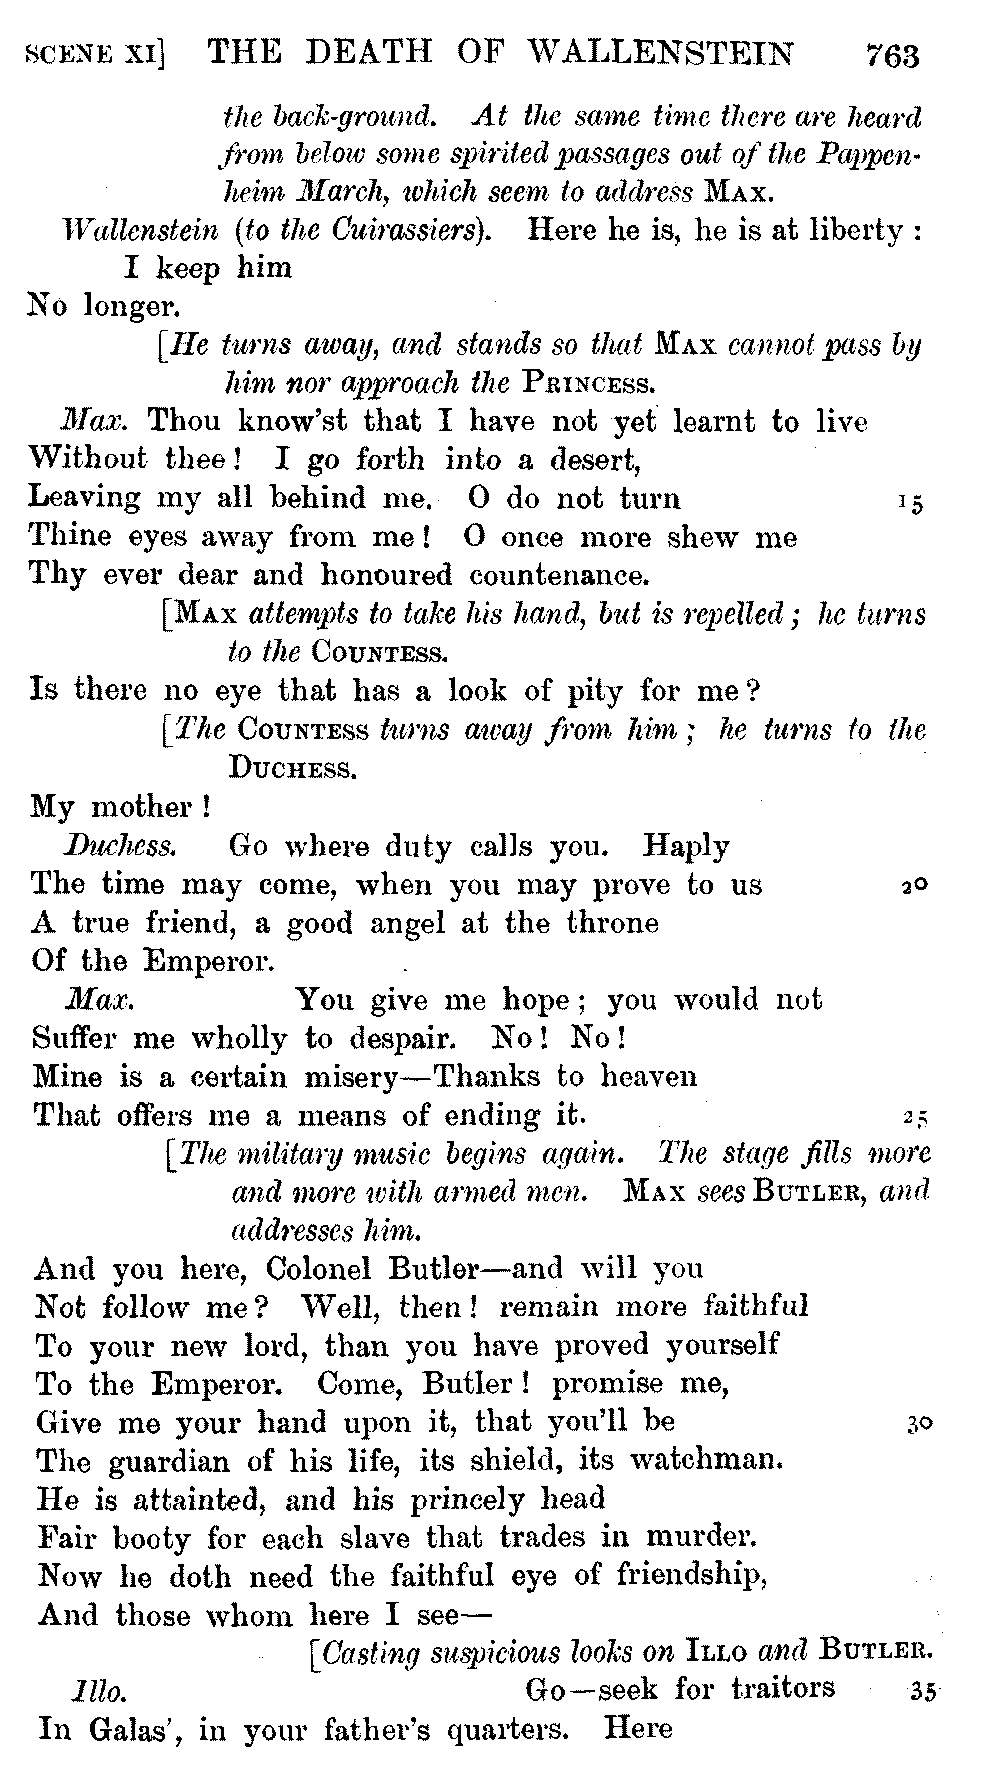 SCENE XI] THE DEATH OF WALLENSTEIN 763
the back-ground. At the same time there are heard
from below some spirited passages out of the Pappen-
heim March, which seem to address MAX.
Wallenstein (to the Cuirassiers). Here he is, he is at liberty :
I keep him
No longer.
[He turns away, and stands so that MAX cannot pass by
him nor approach the PRINCESS.
Max. Thou know'st that I have not yet learnt to live
Without thee ! I go forth into a desert,
Leaving my all behind me. O do not turn 15
Thine eyes away from me ! O once more shew me
Thy ever dear and honoured countenance.
[MAX attempts to take his hand, but is repelled ; he turns
to the COUNTESS.
Is there no eye that has a look of pity for me ?
[The COUNTESS turns away from him ; he turns to the
DUCHESS.
My mother !
Duchess. Go where duty calls you. Haply
The time may come, when you may prove to us 20
A true friend, a good angel at the throne
Of the Emperor.
Max. You give me hope ; you would not
Suffer me wholly to despair. No ! No !
Mine is a certain misery—Thanks to heaven
That offers me a means of ending it. 25
[The military music begins again. The stage fills more
and more with armed men. MAX sees BUTLER, and
addresses him.
And you here, Colonel Butler—and will you
Not follow me ? Well, then ! remain more faithful
To your new lord, than you have proved yourself
To the Emperor. Come, Butler ! promise me,
Give me your hand upon it, that you'll be 30
The guardian of his life, its shield, its watchman.
He is attainted, and his princely head
Fair booty for each slave that trades in murder.
Now he doth need the faithful eye of friendship,
And those whom here I see—
[Casting suspicious looks on ILLO and BUTLER.
Illo. Go—seek for traitors 35
In Galas', in your father's quarters. Here